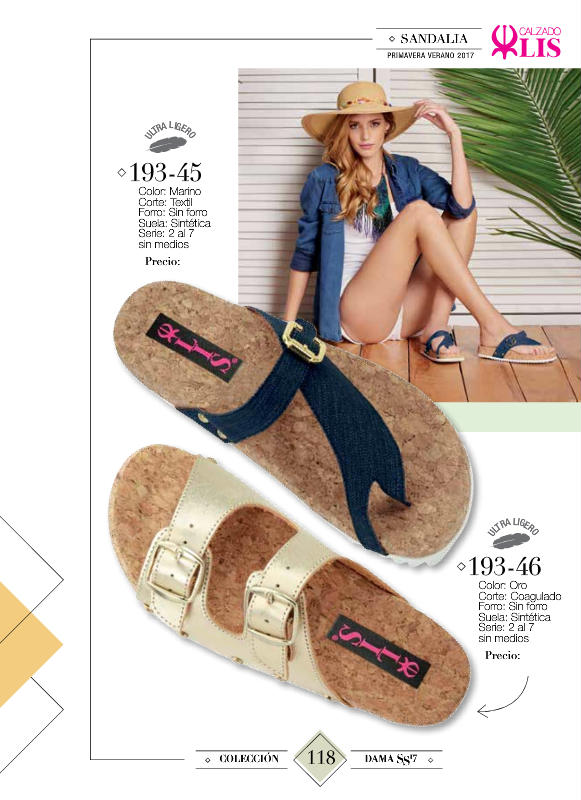 SANDALIA
PRIMAVERA VERANO 2017
CALZADO
LIS
ULTRA LIGERO
193-45
Color: Marino
Corte: Textil
Forro: Sin forro
Suela: Sintética
Serie: 2 al 7
sin medios
Precio:
LIS
ULTRA LIGERO
193-46
Color: Oro
Corte: Coagulado
Forro: Sin forro
Suela: Sintética
Serie: 2 al 7
sin medios
Precio:
LIS
COLECCIÓN
118
DAMA SS'7